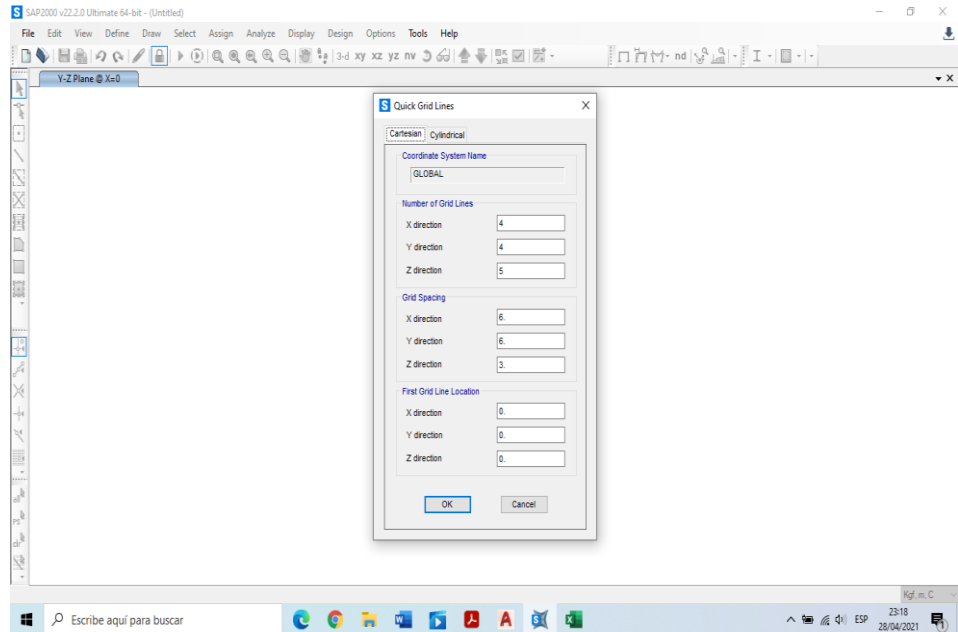 SAP2000 v22.2.0 Ultimate 64-bit - (Untitled)
File Edit View Define Draw Select Assign Analyze Display Design Options Tools Help
3-d xy xz yz nv
nd
Y-Z Plane @ X=0
Quick Grid Lines
Cartesian Cylindrical
Coordinate System Name
GLOBAL
Number of Grid Lines
X direction 4
Y direction 4
Z direction 5
Grid Spacing
X direction 6.
Y direction 6.
Z direction 3.
First Grid Line Location
X direction 0.
Y direction 0.
Z direction 0.
OK Cancel
Kgf, m, C
Escribe aquí para buscar
ESP
23:18
28/04/2021